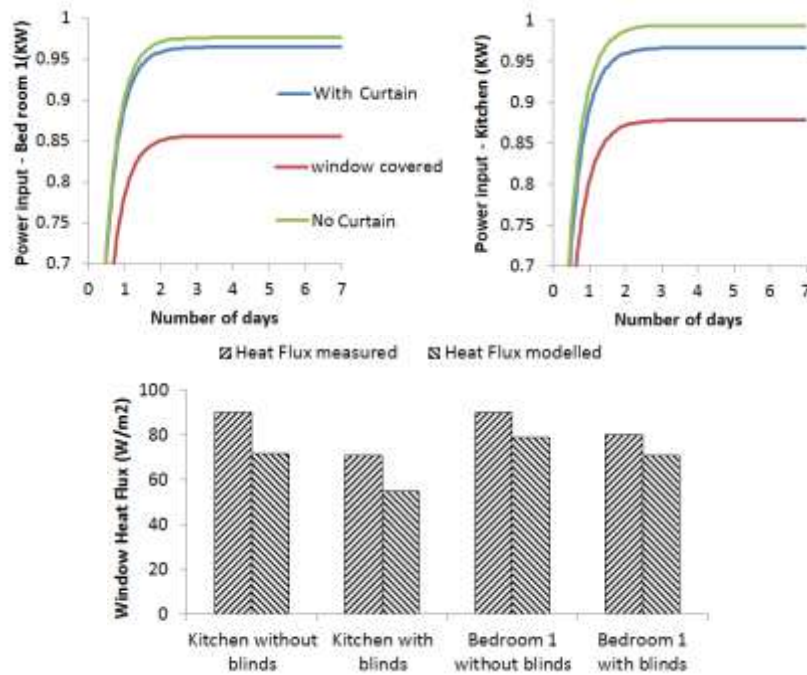 Power input - Bed room 1(KW)
1
0.95
0.9
0.85
0.8
0.75
0.7
0 1 2 3 4 5 6 7
Number of days
With Curtain
window covered
No Curtain
Power input - Kitchen (KW)
1
0.95
0.9
0.85
0.8
0.75
0.7
0 1 2 3 4 5 6 7
Number of days
Heat Flux measured Heat Flux modelled
Window Heat Flux (W/m2)
100
80
60
40
20
0
Kitchen without
blinds
Kitchen with
blinds
Bedroom 1
without blinds
Bedroom 1
with blinds